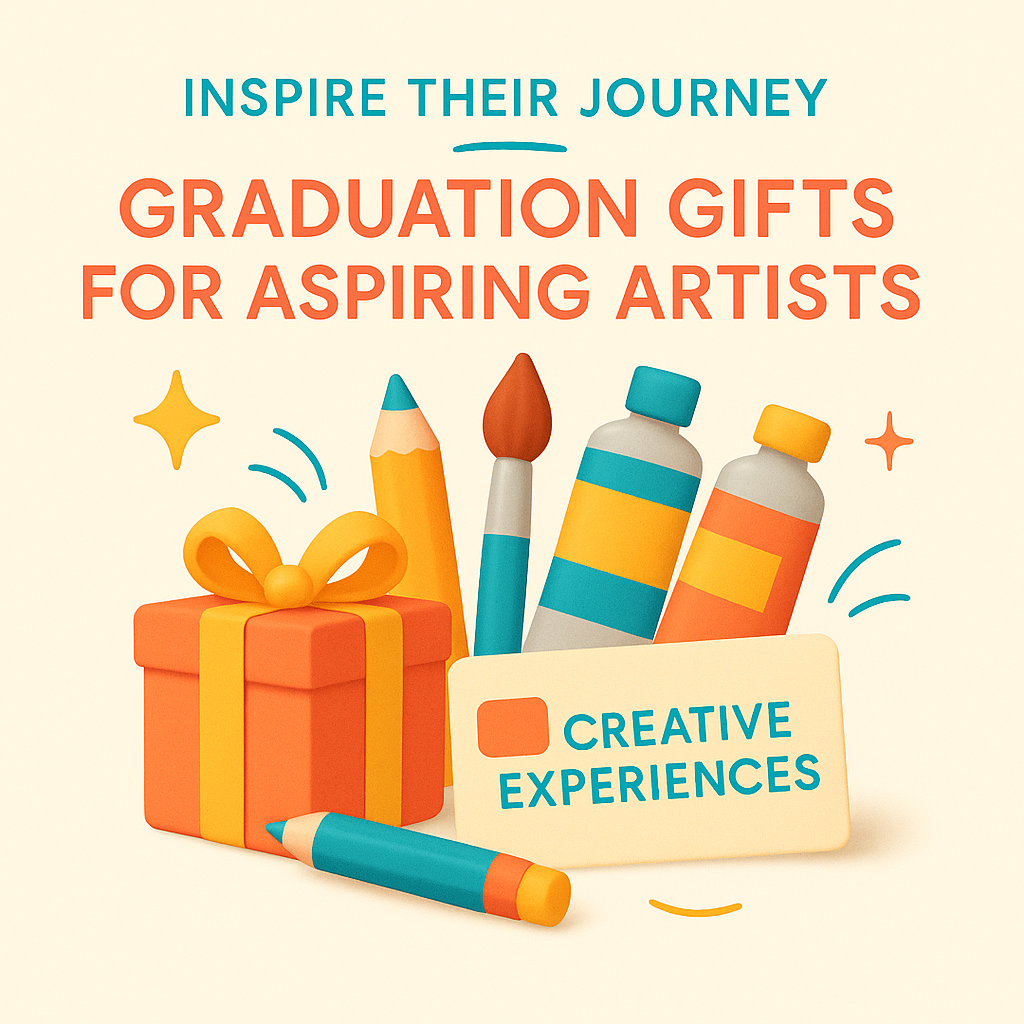 INSPIRE THEIR JOURNEY
GRADUATION GIFTS
FOR ASPIRING ARTISTS
CREATIVE
EXPERIENCES